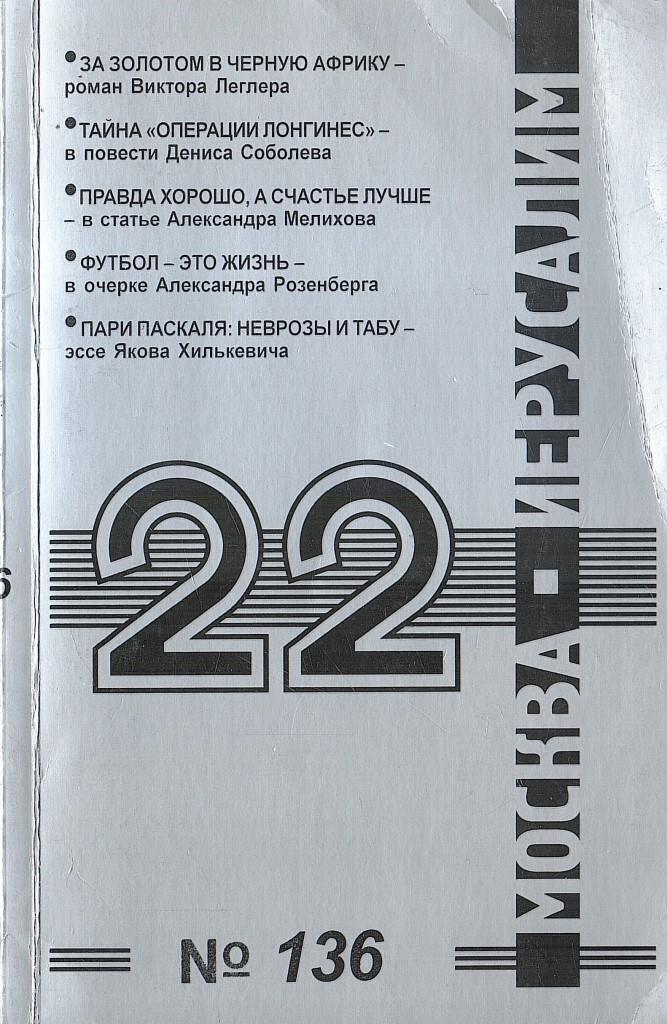 • ЗА ЗОЛОТОМ В ЧЕРНУЮ АФРИКУ –
роман Виктора Леглера
• ТАЙНА «ОПЕРАЦИИ ЛОНГИНЕС» –
в повести Дениса Соболева
• ПРАВДА ХОРОШО, А СЧАСТЬЕ ЛУЧШЕ
– в статье Александра Мелихова
• ФУТБОЛ – ЭТО ЖИЗНЬ –
в очерке Александра Розенберга
• ПАРИ ПАСКАЛЯ: НЕВРОЗЫ И ТАБУ –
эссе Якова Хилькевича
22
МОСКВА ИЕРУСАЛИМ
№ 136
6